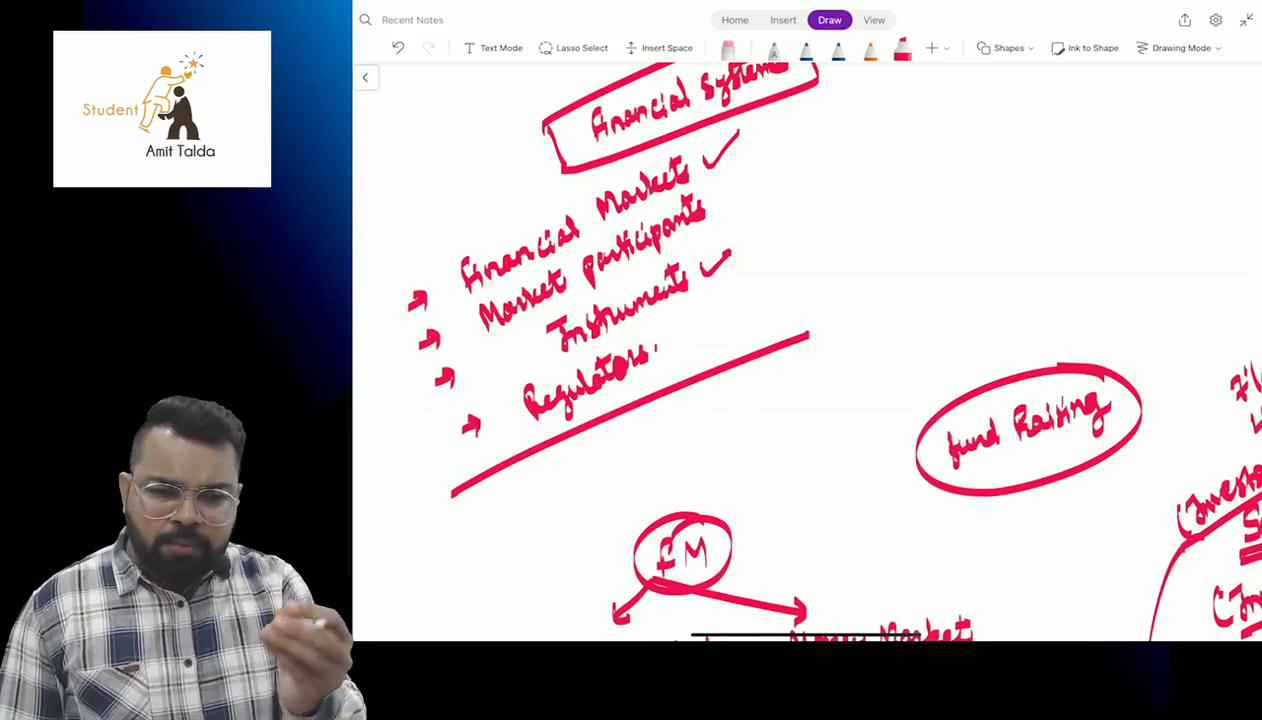 Recent Notes
Home Insert Draw View
Text Mode Lasso Select Insert Space Shapes Ink to Shape Drawing Mode
Student
Amit Talda
Financial System
→ Financial Markets ✓
→ Market participants
→ Instruments ✓
→ Regulators.
Fund Raising
FM
Market